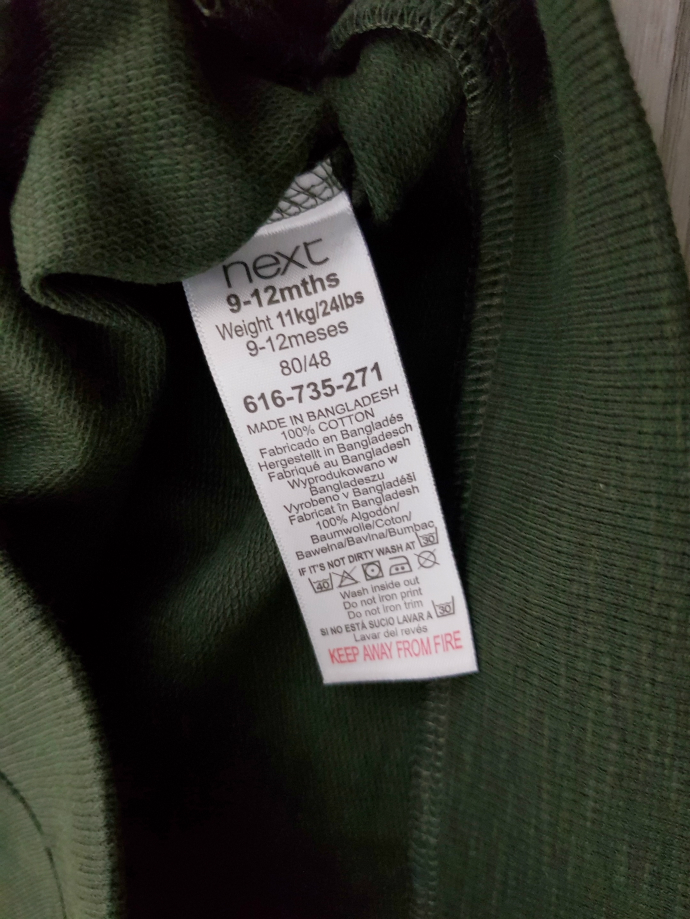 next
9-12mths
Weight 11kg/24lbs
9-12meses
80/48
616-735-271
MADE IN BANGLADESH
100% COTTON
Fabricado en Bangladés
Hergestellt in Bangladesch
Fabriqué au Bangladesh
Wyprodukowano w
Bangladeszu
Vyrobeno v Bangladéši
Fabricat în Bangladesh
100% Algodón/
Baumwolle/Coton/
Bawełna/Bavlna/Bumbac
IF IT'S NOT DIRTY WASH AT 30
40
Wash inside out
Do not iron print
Do not iron trim
SI NO ESTÁ SUCIO LAVAR A 30
Lavar del revés
KEEP AWAY FROM FIRE